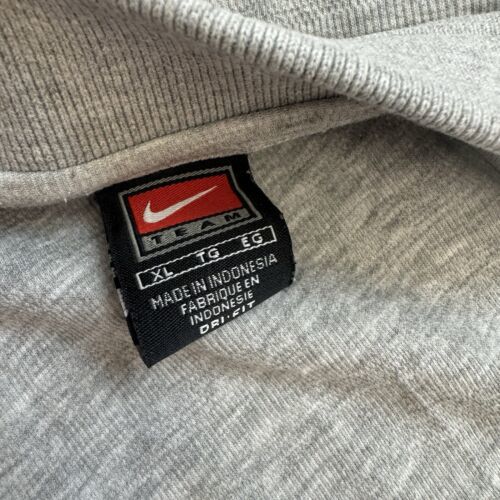 TEAM
XL TG EG
MADE IN INDONESIA
FABRIQUE EN
INDONESIE
DRI-FIT